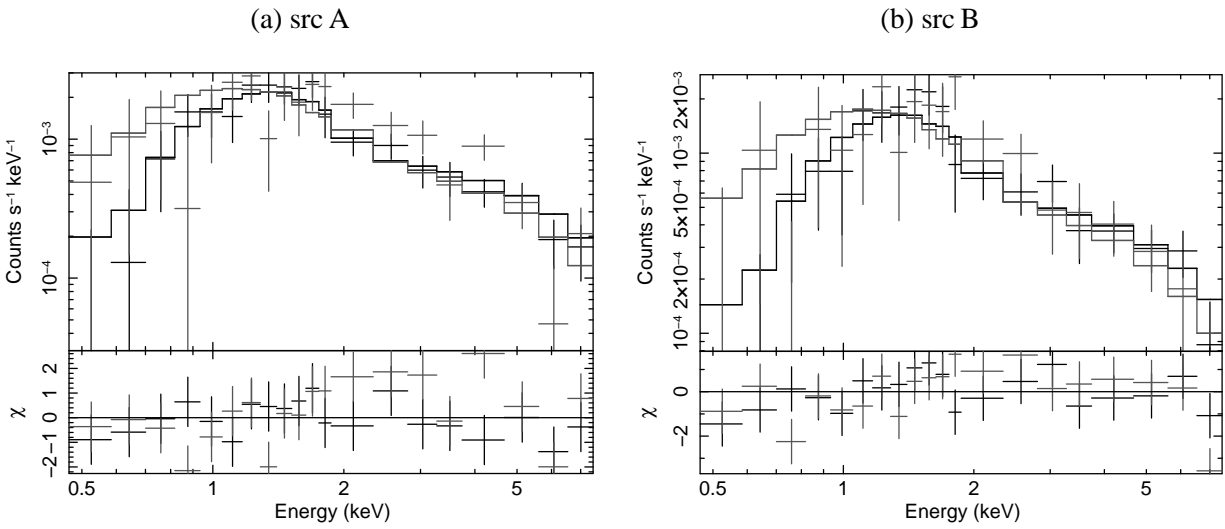 (a) src A
(b) src B
10⁻³
10⁻⁴
Counts s⁻¹ keV⁻¹
2
1
0
−1
−2
χ
0.5
1
2
5
Energy (keV)
2×10⁻³
10⁻³
5×10⁻⁴
2×10⁻⁴
10⁻⁴
Counts s⁻¹ keV⁻¹
0
−2
χ
0.5
1
2
5
Energy (keV)